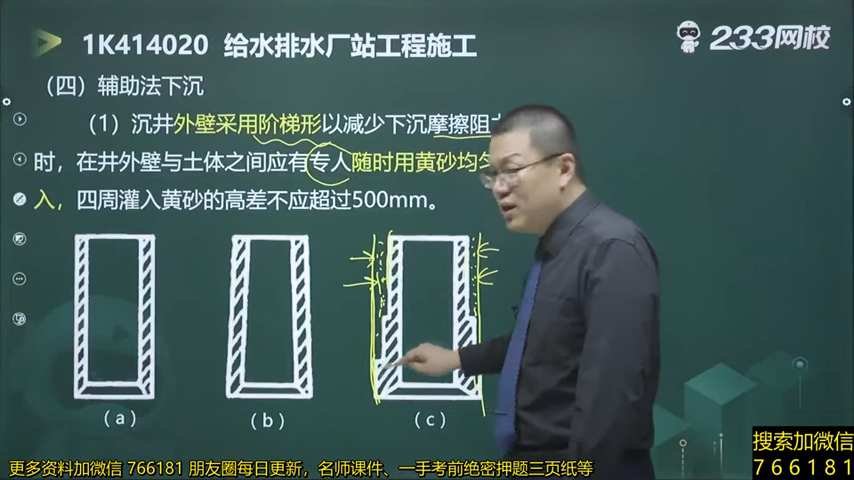 1K414020 给水排水厂站工程施工
233网校
（四）辅助法下沉
（1）沉井外壁采用阶梯形以减少下沉摩擦阻
时，在井外壁与土体之间应有专人随时用黄砂均
入，四周灌入黄砂的高差不应超过500mm。
（a）
（b）
（c）
搜索加微信
766181
更多资料加微信 766181 朋友圈每日更新，名师课件、一手考前绝密押题三页纸等